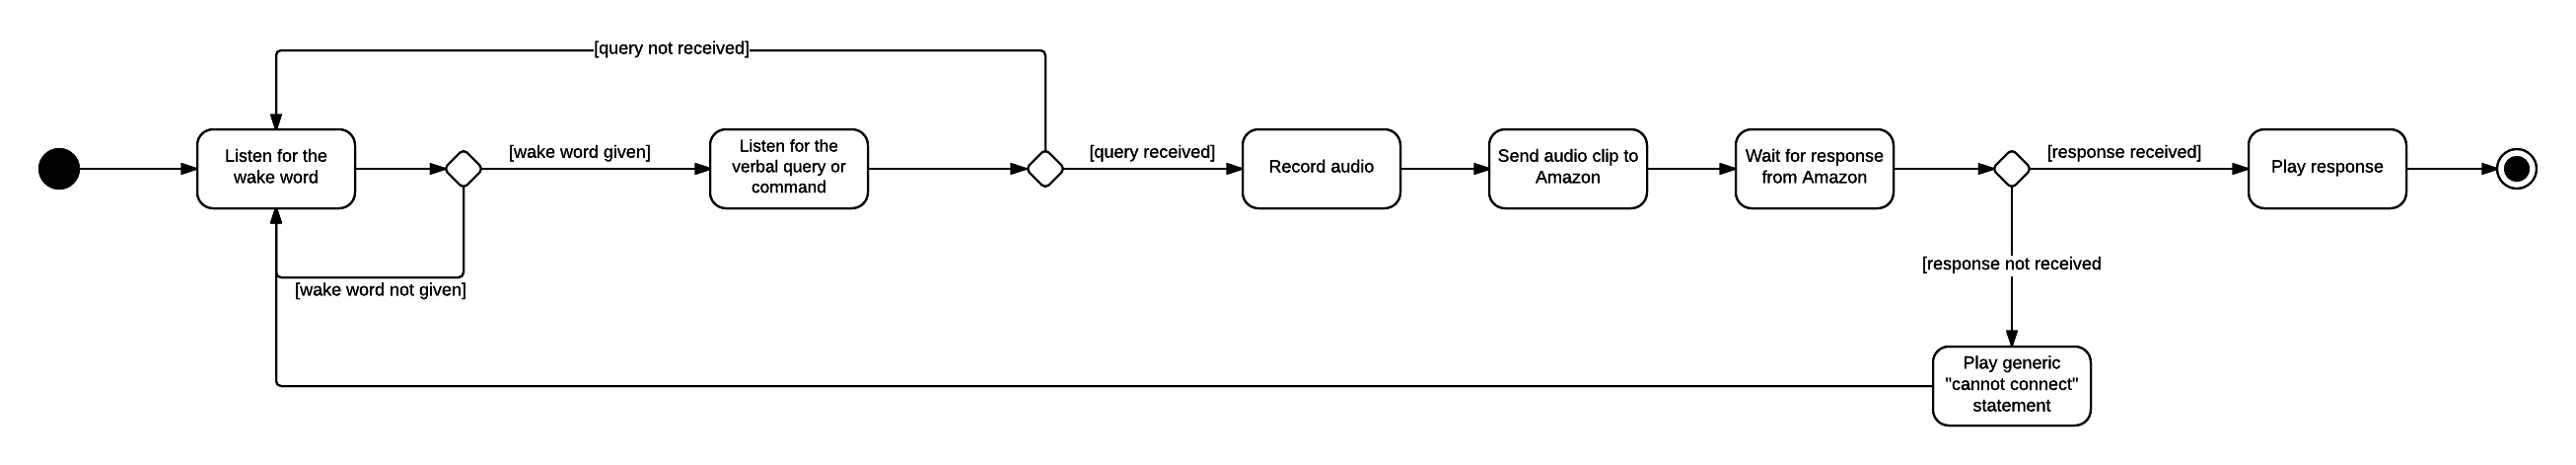 [query not received]
Listen for the
wake word
[wake word given]
Listen for the
verbal query or
command
[query received]
Record audio
Send audio clip to
Amazon
Wait for response
from Amazon
[response received]
Play response
[wake word not given]
[response not received
Play generic
"cannot connect"
statement